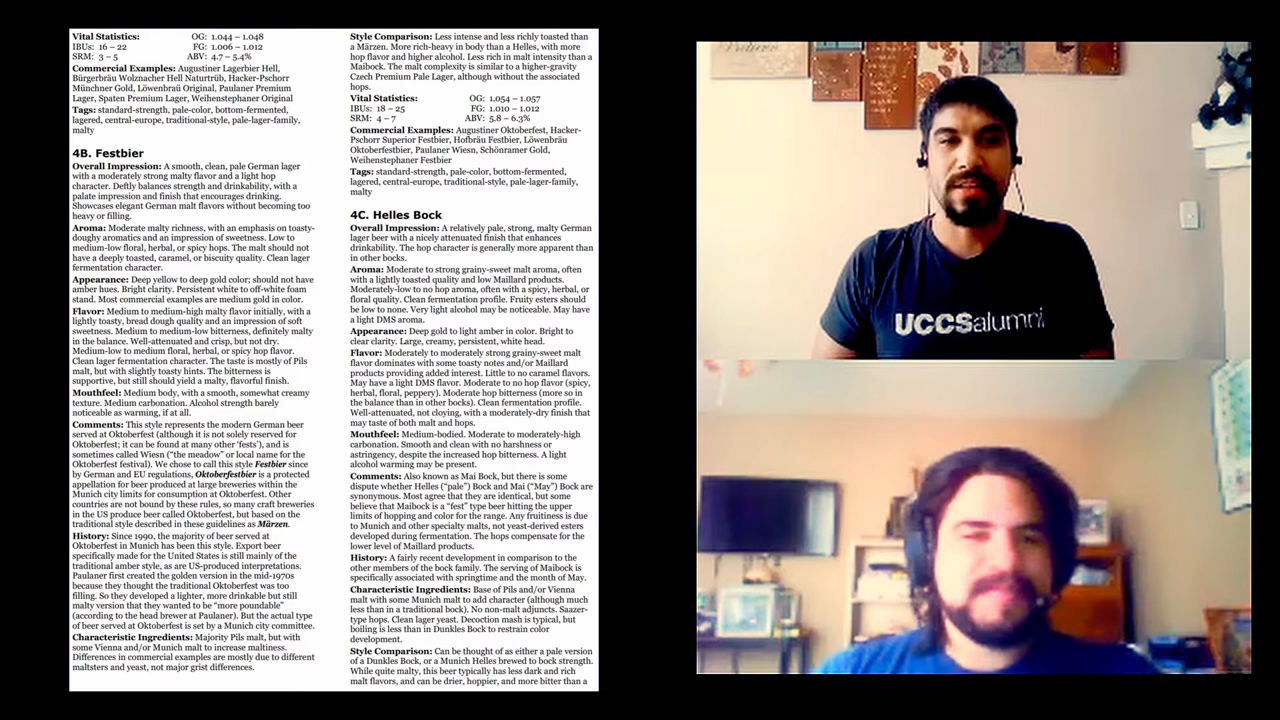 Vital Statistics: OG: 1.044 – 1.048
IBUs: 16 – 22 FG: 1.006 – 1.012
SRM: 3 – 5 ABV: 4.7 – 5.4%
Commercial Examples: Augustiner Lagerbier Hell,
Bürgerbräu Wolznacher Hell Naturtrüb, Hacker-Pschorr
Münchner Gold, Löwenbraü Original, Paulaner Premium
Lager, Spaten Premium Lager, Weihenstephaner Original
Tags: standard-strength, pale-color, bottom-fermented,
lagered, central-europe, traditional-style, pale-lager-family,
malty
4B. Festbier
Overall Impression: A smooth, clean, pale German lager
with a moderately strong malty flavor and a light hop
character. Deftly balances strength and drinkability, with a
palate impression and finish that encourages drinking.
Showcases elegant German malt flavors without becoming too
heavy or filling.
Aroma: Moderate malty richness, with an emphasis on toasty-
doughy aromatics and an impression of sweetness. Low to
medium-low floral, herbal, or spicy hops. The malt should not
have a deeply toasted, caramel, or biscuity quality. Clean lager
fermentation character.
Appearance: Deep yellow to deep gold color; should not have
amber hues. Bright clarity. Persistent white to off-white foam
stand. Most commercial examples are medium gold in color.
Flavor: Medium to medium-high malty flavor initially, with a
lightly toasty, bread dough quality and an impression of soft
sweetness. Medium to medium-low bitterness, definitely malty
in the balance. Well-attenuated and crisp, but not dry.
Medium-low to medium floral, herbal, or spicy hop flavor.
Clean lager fermentation character. The taste is mostly of Pils
malt, but with slightly toasty hints. The bitterness is
supportive, but still should yield a malty, flavorful finish.
Mouthfeel: Medium body, with a smooth, somewhat creamy
texture. Medium carbonation. Alcohol strength barely
noticeable as warming, if at all.
Comments: This style represents the modern German beer
served at Oktoberfest (although it is not solely reserved for
Oktoberfest; it can be found at many other ‘fests’), and is
sometimes called Wiesn (“the meadow” or local name for the
Oktoberfest festival). We chose to call this style Festbier since
by German and EU regulations, Oktoberfestbier is a protected
appellation for beer produced at large breweries within the
Munich city limits for consumption at Oktoberfest. Other
countries are not bound by these rules, so many craft breweries
in the US produce beer called Oktoberfest, but based on the
traditional style described in these guidelines as Märzen.
History: Since 1990, the majority of beer served at
Oktoberfest in Munich has been this style. Export beer
specifically made for the United States is still mainly of the
traditional amber style, as are US-produced interpretations.
Paulaner first created the golden version in the mid-1970s
because they thought the traditional Oktoberfest was too
filling. So they developed a lighter, more drinkable but still
malty version that they wanted to be “more poundable”
(according to the head brewer at Paulaner). But the actual type
of beer served at Oktoberfest is set by a Munich city committee.
Characteristic Ingredients: Majority Pils malt, but with
some Vienna and/or Munich malt to increase maltiness.
Differences in commercial examples are mostly due to different
maltsters and yeast, not major grist differences.
Style Comparison: Less intense and less richly toasted than
a Märzen. More rich-heavy in body than a Helles, with more
hop flavor and higher alcohol. Less rich in malt intensity than a
Maibock. The malt complexity is similar to a higher-gravity
Czech Premium Pale Lager, although without the associated
hops.
Vital Statistics: OG: 1.054 – 1.057
IBUs: 18 – 25 FG: 1.010 – 1.012
SRM: 4 – 7 ABV: 5.8 – 6.3%
Commercial Examples: Augustiner Oktoberfest, Hacker-
Pschorr Superior Festbier, Hofbräu Festbier, Löwenbräu
Oktoberfestbier, Paulaner Wiesn, Schönramer Gold,
Weihenstephaner Festbier
Tags: standard-strength, pale-color, bottom-fermented,
lagered, central-europe, traditional-style, pale-lager-family,
malty
4C. Helles Bock
Overall Impression: A relatively pale, strong, malty German
lager beer with a nicely attenuated finish that enhances
drinkability. The hop character is generally more apparent than
in other bocks.
Aroma: Moderate to strong grainy-sweet malt aroma, often
with a lightly toasted quality and low Maillard products.
Moderately-low to no hop aroma, often with a spicy, herbal, or
floral quality. Clean fermentation profile. Fruity esters should
be low to none. Very light alcohol may be noticeable. May have
a light DMS aroma.
Appearance: Deep gold to light amber in color. Bright to
clear clarity. Large, creamy, persistent, white head.
Flavor: Moderately to moderately strong grainy-sweet malt
flavor dominates with some toasty notes and/or Maillard
products providing added interest. Little to no caramel flavors.
May have a light DMS flavor. Moderate to no hop flavor (spicy,
herbal, floral, peppery). Moderate hop bitterness (more so in
the balance than in other bocks). Clean fermentation profile.
Well-attenuated, not cloying, with a moderately-dry finish that
may taste of both malt and hops.
Mouthfeel: Medium-bodied. Moderate to moderately-high
carbonation. Smooth and clean with no harshness or
astringency, despite the increased hop bitterness. A light
alcohol warming may be present.
Comments: Also known as Mai Bock, but there is some
dispute whether Helles (“pale”) Bock and Mai (“May”) Bock are
synonymous. Most agree that they are identical, but some
believe that Maibock is a “fest” type beer hitting the upper
limits of hopping and color for the range. Any fruitiness is due
to Munich and other specialty malts, not yeast-derived esters
developed during fermentation. The hops compensate for the
lower level of Maillard products.
History: A fairly recent development in comparison to the
other members of the bock family. The serving of Maibock is
specifically associated with springtime and the month of May.
Characteristic Ingredients: Base of Pils and/or Vienna
malt with some Munich malt to add character (although much
less than in a traditional bock). No non-malt adjuncts. Saazer-
type hops. Clean lager yeast. Decoction mash is typical, but
boiling is less than in Dunkles Bock to restrain color
development.
Style Comparison: Can be thought of as either a pale version
of a Dunkles Bock, or a Munich Helles brewed to bock strength.
While quite malty, this beer typically has less dark and rich
malt flavors, and can be drier, hoppier, and more bitter than a
UCCSalumni